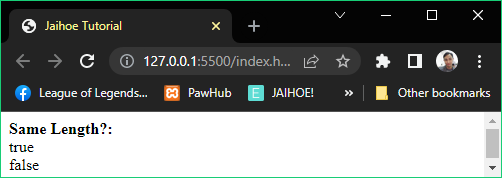 Jaihoe Tutorial
127.0.0.1:5500/index.h...
League of Legends...
PawHub
E
JAIHOE!
»
Other bookmarks
Same Length?:
true
false